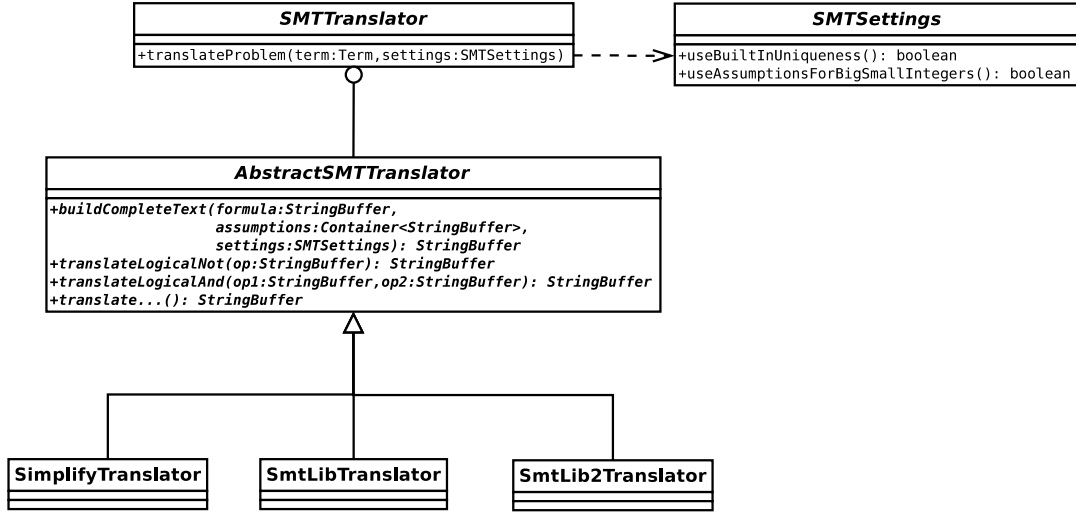 SMTTranslator
+translateProblem(term:Term,settings:SMTSettings)
SMTSettings
+useBuiltInUniqueness(): boolean
+useAssumptionsForBigSmallIntegers(): boolean
AbstractSMTTranslator
+buildCompleteText(formula:StringBuffer,
assumptions:Container<StringBuffer>,
settings:SMTSettings): StringBuffer
+translateLogicalNot(op:StringBuffer): StringBuffer
+translateLogicalAnd(op1:StringBuffer,op2:StringBuffer): StringBuffer
+translate...(): StringBuffer
SimplifyTranslator
SmtLibTranslator
SmtLib2Translator